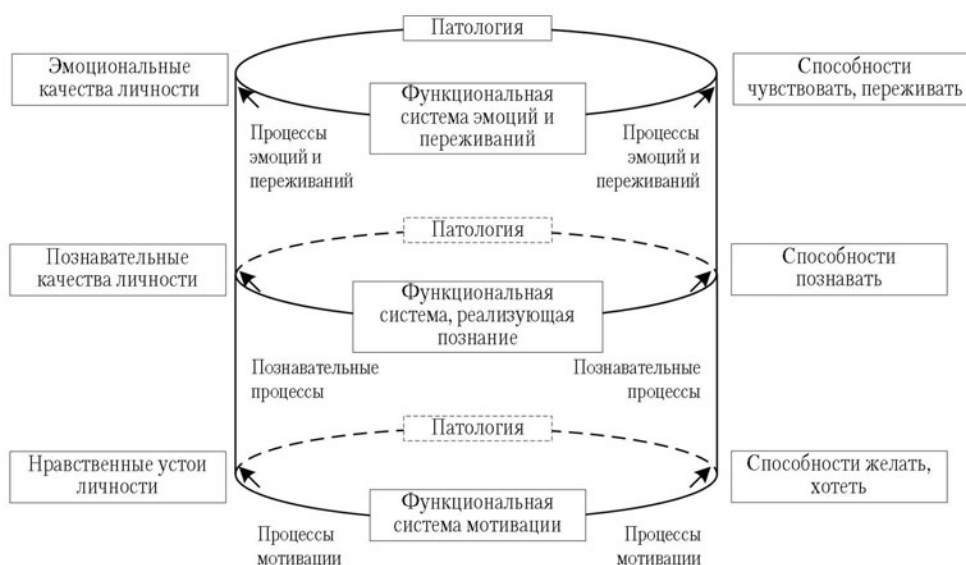 Патология
Эмоциональные
качества личности
Функциональная
система эмоций и
переживаний
Способности
чувствовать, переживать
Процессы
эмоций и
переживаний
Процессы
эмоций и
переживаний
Патология
Познавательные
качества личности
Функциональная
система, реализующая
познание
Способности
познавать
Познавательные
процессы
Познавательные
процессы
Патология
Нравственные устои
личности
Функциональная
система мотивации
Способности желать,
хотеть
Процессы
мотивации
Процессы
мотивации